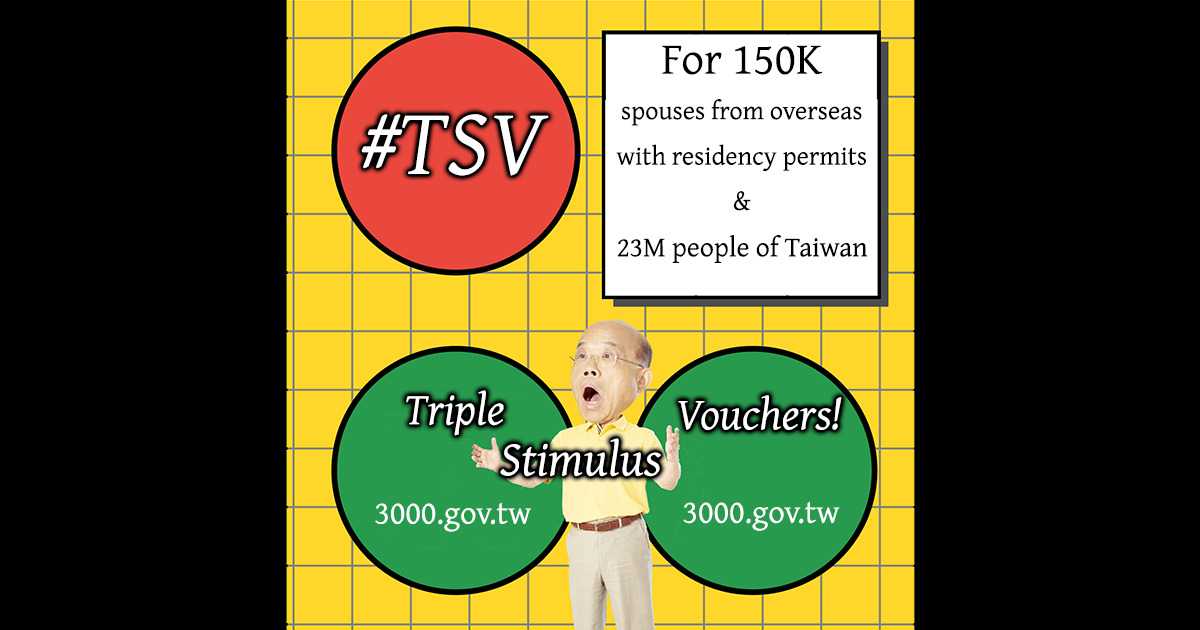 #TSV
For 150K
spouses from overseas
with residency permits
&
23M people of Taiwan
Triple
Stimulus
Vouchers!
3000.gov.tw
3000.gov.tw